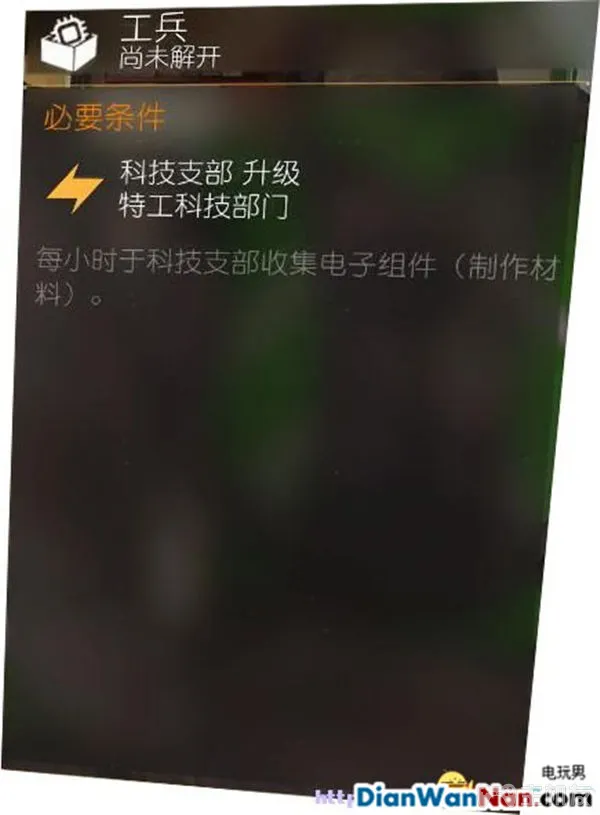 工兵
尚未解开
必要条件
科技支部 升级
特工科技部门
每小时于科技支部收集电子组件（制作材
料）。
电玩男
DianWanNan.com